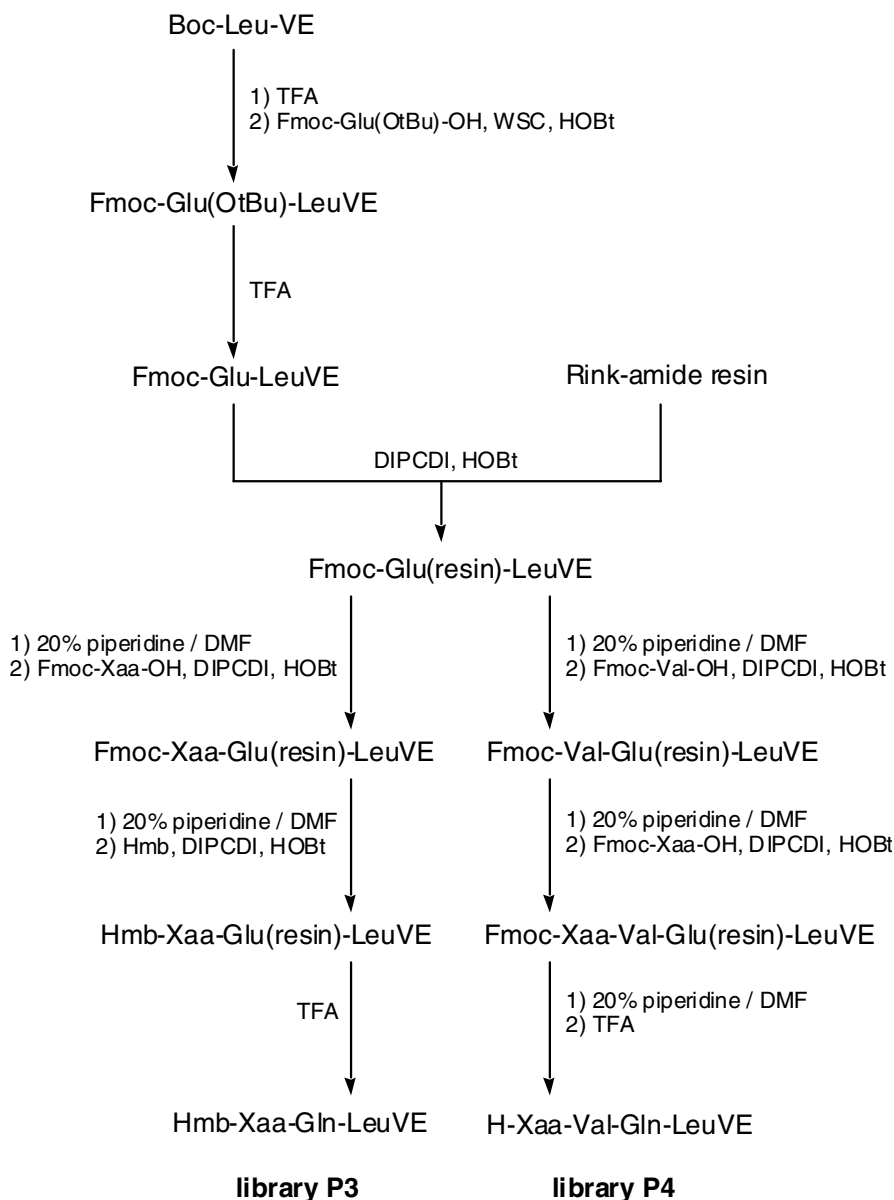 Boc-Leu-VE
1) TFA
2) Fmoc-Glu(OtBu)-OH, WSC, HOBt
Fmoc-Glu(OtBu)-LeuVE
TFA
Fmoc-Glu-LeuVE
Rink-amide resin
DIPCDI, HOBt
Fmoc-Glu(resin)-LeuVE
1) 20% piperidine / DMF
2) Fmoc-Xaa-OH, DIPCDI, HOBt
1) 20% piperidine / DMF
2) Fmoc-Val-OH, DIPCDI, HOBt
Fmoc-Xaa-Glu(resin)-LeuVE
Fmoc-Val-Glu(resin)-LeuVE
1) 20% piperidine / DMF
2) Hmb, DIPCDI, HOBt
1) 20% piperidine / DMF
2) Fmoc-Xaa-OH, DIPCDI, HOBt
Hmb-Xaa-Glu(resin)-LeuVE
Fmoc-Xaa-Val-Glu(resin)-LeuVE
TFA
1) 20% piperidine / DMF
2) TFA
Hmb-Xaa-Gln-LeuVE
H-Xaa-Val-Gln-LeuVE
library P3
library P4